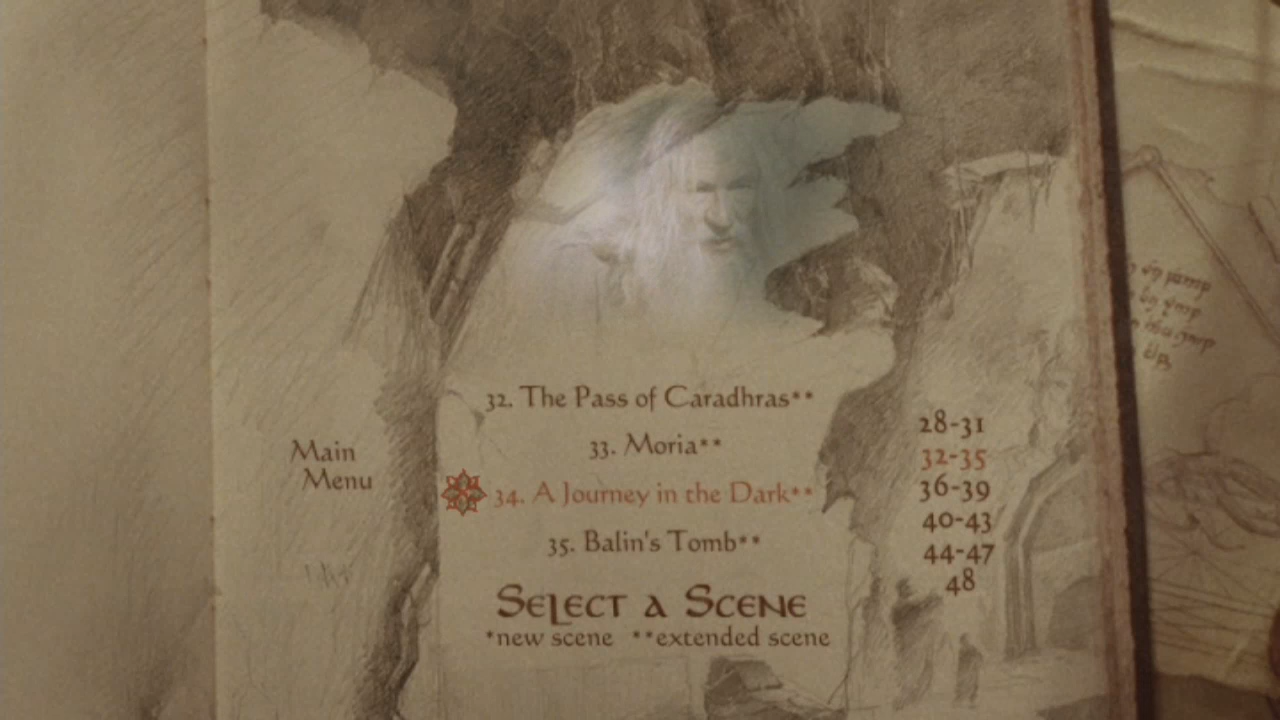 32. The Pass of Caradhras**
33. Moria**
34. A Journey in the Dark**
35. Balin's Tomb**
Main
Menu
28-31
32-35
36-39
40-43
44-47
48
Select a Scene
*new scene **extended scene